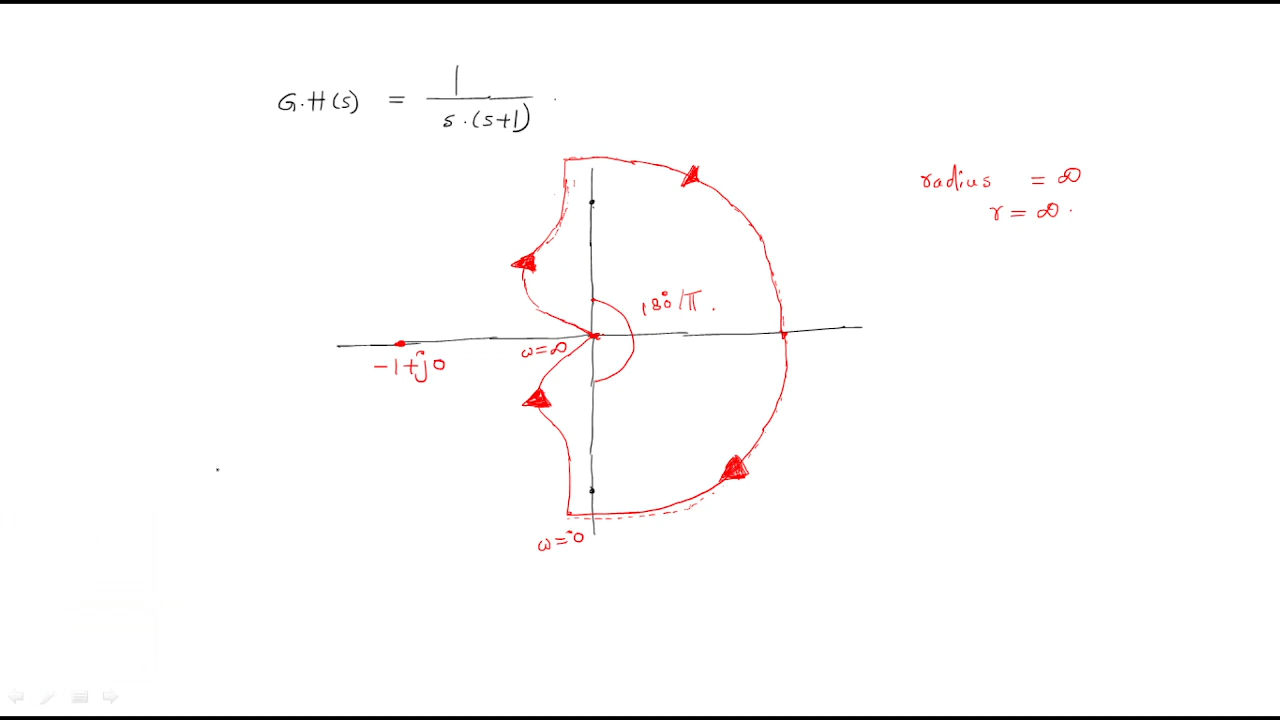 G.H(s) = 1 / s.(s+1)
radius = ∞
r = ∞.
180°/π.
ω=∞
-1+j0
ω=0